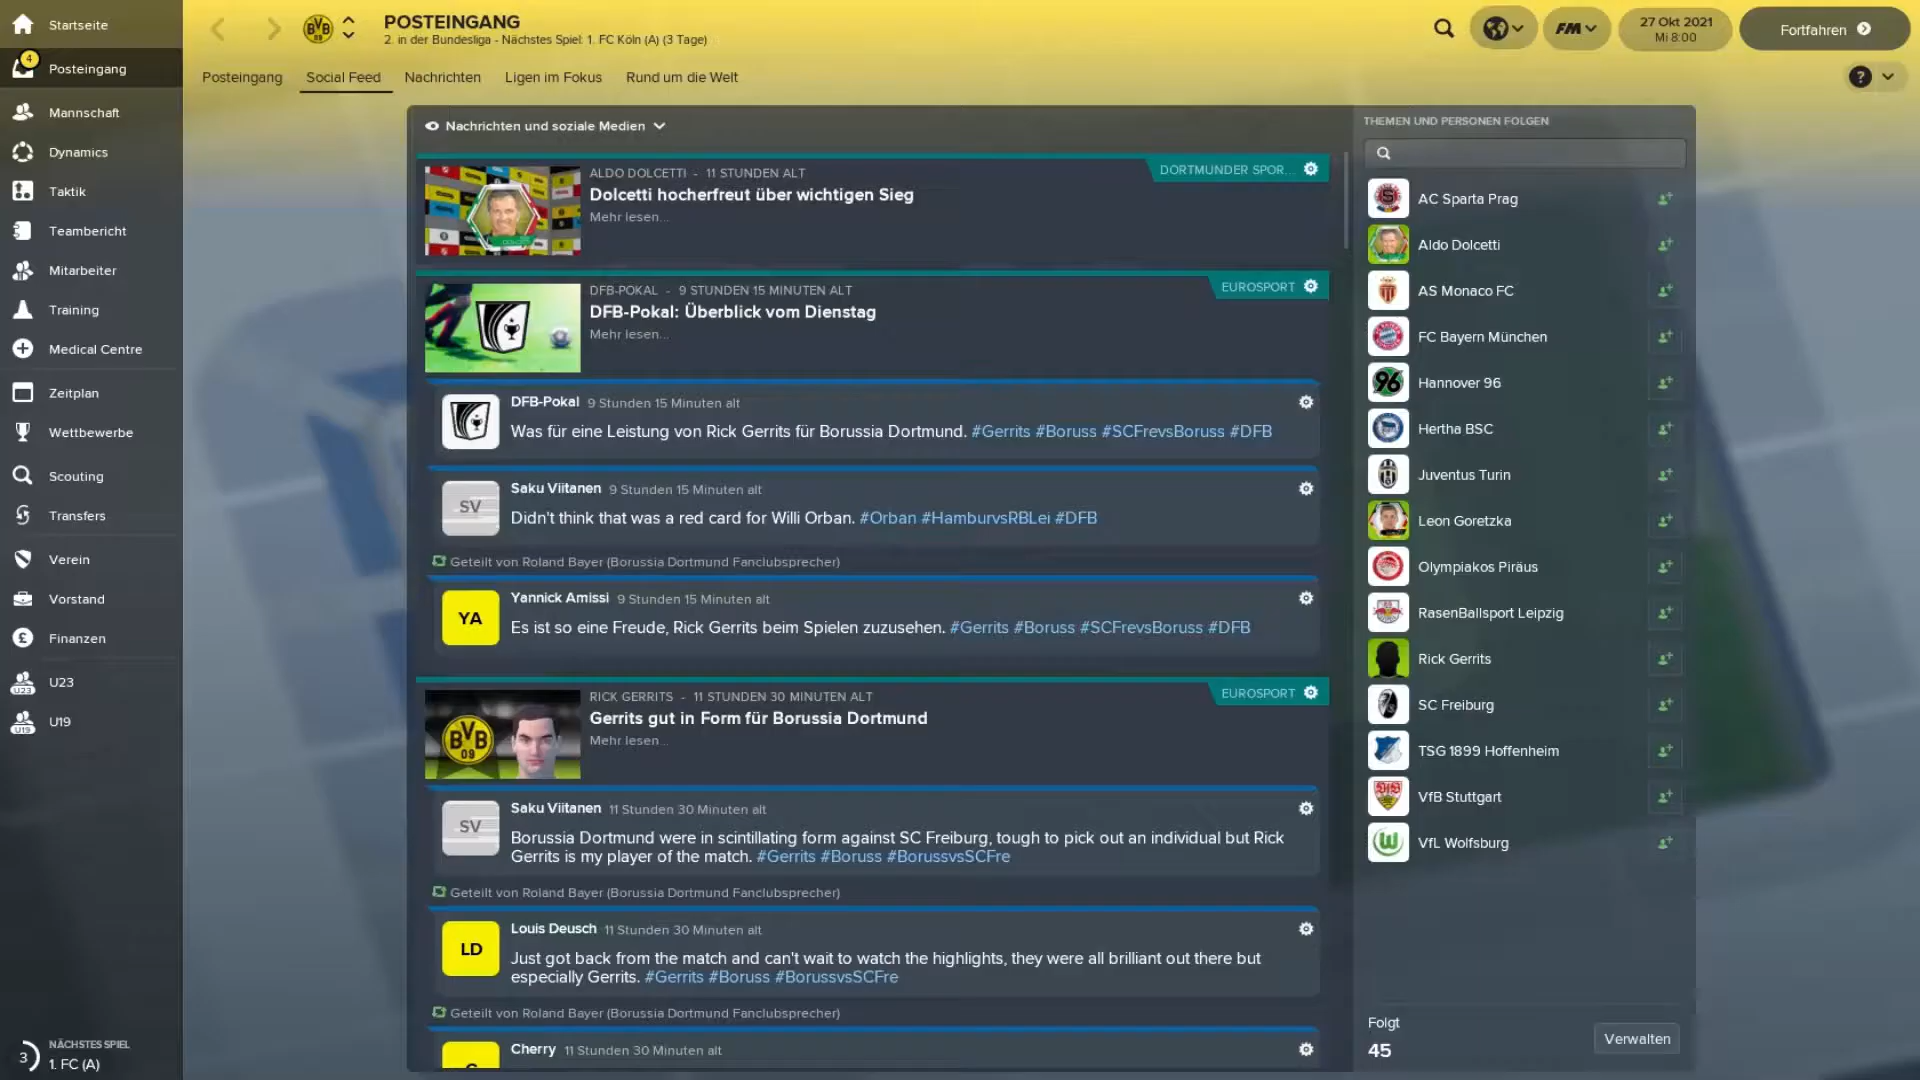 Startseite
4
Posteingang
Mannschaft
Dynamics
Taktik
Teambericht
Mitarbeiter
Training
Medical Centre
Zeitplan
Wettbewerbe
Scouting
Transfers
Verein
Vorstand
Finanzen
U23
U23
U19
U19
3
NÄCHSTES SPIEL
1. FC (A)
BVB
09
POSTEINGANG
2. in der Bundesliga - Nächstes Spiel: 1. FC Köln (A) (3 Tage)
FM
27 Okt 2021
Mi 8:00
Fortfahren
Posteingang
Social Feed
Nachrichten
Ligen im Fokus
Rund um die Welt
?
Nachrichten und soziale Medien
ALDO DOLCETTI - 11 STUNDEN ALT
DORTMUNDER SPOR...
Dolcetti hocherfreut über wichtigen Sieg
Mehr lesen...
DFB-POKAL - 9 STUNDEN 15 MINUTEN ALT
EUROSPORT
DFB-Pokal: Überblick vom Dienstag
Mehr lesen...
DFB-Pokal 9 Stunden 15 Minuten alt
Was für eine Leistung von Rick Gerrits für Borussia Dortmund. #Gerrits #Boruss #SCFrevsBoruss #DFB
SV
Saku Viitanen 9 Stunden 15 Minuten alt
Didn't think that was a red card for Willi Orban. #Orban #HamburvsRBLei #DFB
Geteilt von Roland Bayer (Borussia Dortmund Fanclubsprecher)
YA
Yannick Amissi 9 Stunden 15 Minuten alt
Es ist so eine Freude, Rick Gerrits beim Spielen zuzusehen. #Gerrits #Boruss #SCFrevsBoruss #DFB
BVB
09
RICK GERRITS - 11 STUNDEN 30 MINUTEN ALT
EUROSPORT
Gerrits gut in Form für Borussia Dortmund
Mehr lesen...
SV
Saku Viitanen 11 Stunden 30 Minuten alt
Borussia Dortmund were in scintillating form against SC Freiburg, tough to pick out an individual but Rick
Gerrits is my player of the match. #Gerrits #Boruss #BorussvsSCFre
Geteilt von Roland Bayer (Borussia Dortmund Fanclubsprecher)
LD
Louis Deusch 11 Stunden 30 Minuten alt
Just got back from the match and can't wait to watch the highlights, they were all brilliant out there but
especially Gerrits. #Gerrits #Boruss #BorussvsSCFre
Geteilt von Roland Bayer (Borussia Dortmund Fanclubsprecher)
Cherry 11 Stunden 30 Minuten alt
THEMEN UND PERSONEN FOLGEN
AC Sparta Prag
Aldo Dolcetti
AS Monaco FC
FC Bayern München
96
Hannover 96
Hertha BSC
Juventus Turin
Leon Goretzka
Olympiakos Piräus
RasenBallsport Leipzig
Rick Gerrits
SC Freiburg
TSG 1899 Hoffenheim
VfB Stuttgart
W
VfL Wolfsburg
Folgt
45
Verwalten